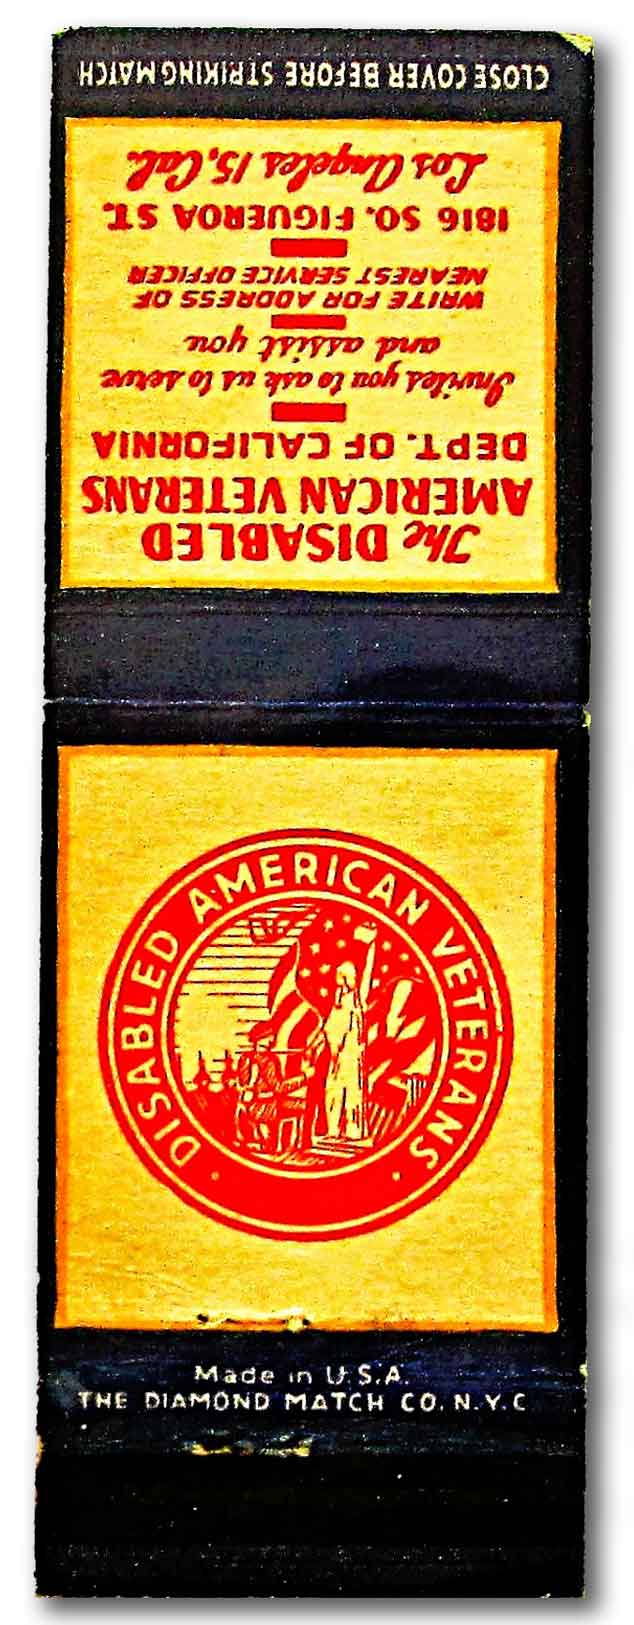 CLOSE COVER BEFORE STRIKING MATCH
The DISABLED
AMERICAN VETERANS
DEPT. OF CALIFORNIA
Invites you to ask us to serve
and assist you
WRITE FOR ADDRESS OF
NEAREST SERVICE OFFICER
1816 SO. FIGUEROA ST.
Los Angeles 15, Cal.
· DISABLED AMERICAN VETERANS ·
Made in U.S.A.
THE DIAMOND MATCH CO. N.Y.C